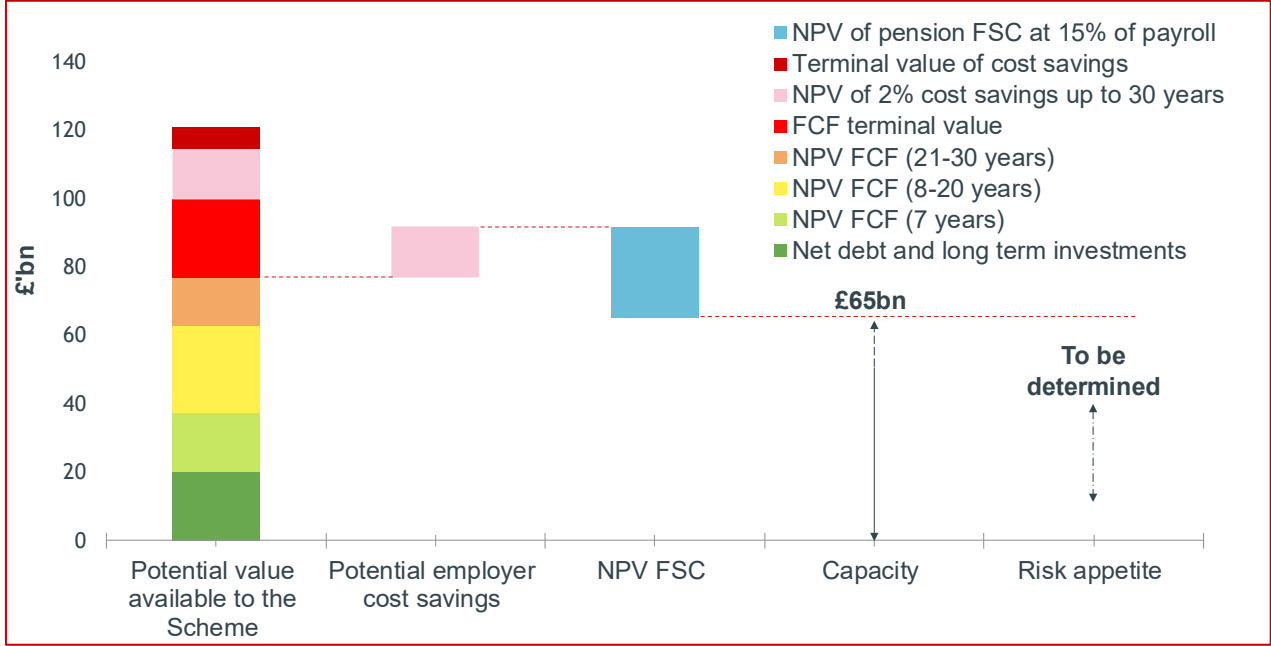 NPV of pension FSC at 15% of payroll
Terminal value of cost savings
NPV of 2% cost savings up to 30 years
FCF terminal value
NPV FCF (21-30 years)
NPV FCF (8-20 years)
NPV FCF (7 years)
Net debt and long term investments
£'bn
140
120
100
80
60
40
20
0
£65bn
To be
determined
Potential value
available to the
Scheme
Potential employer
cost savings
NPV FSC
Capacity
Risk appetite